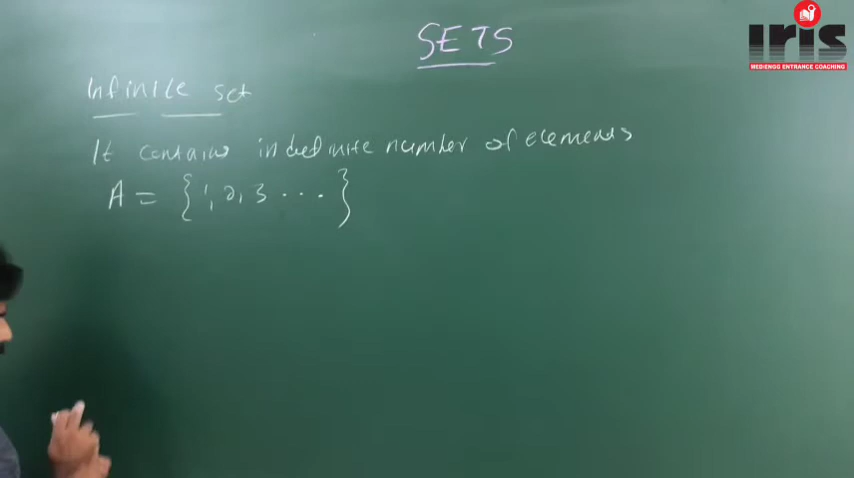 SETS
Iris
MEDIENGG ENTRANCE COACHING
Infinite set
It contains indefinite number of elements
A = {1, 2, 3 ... }